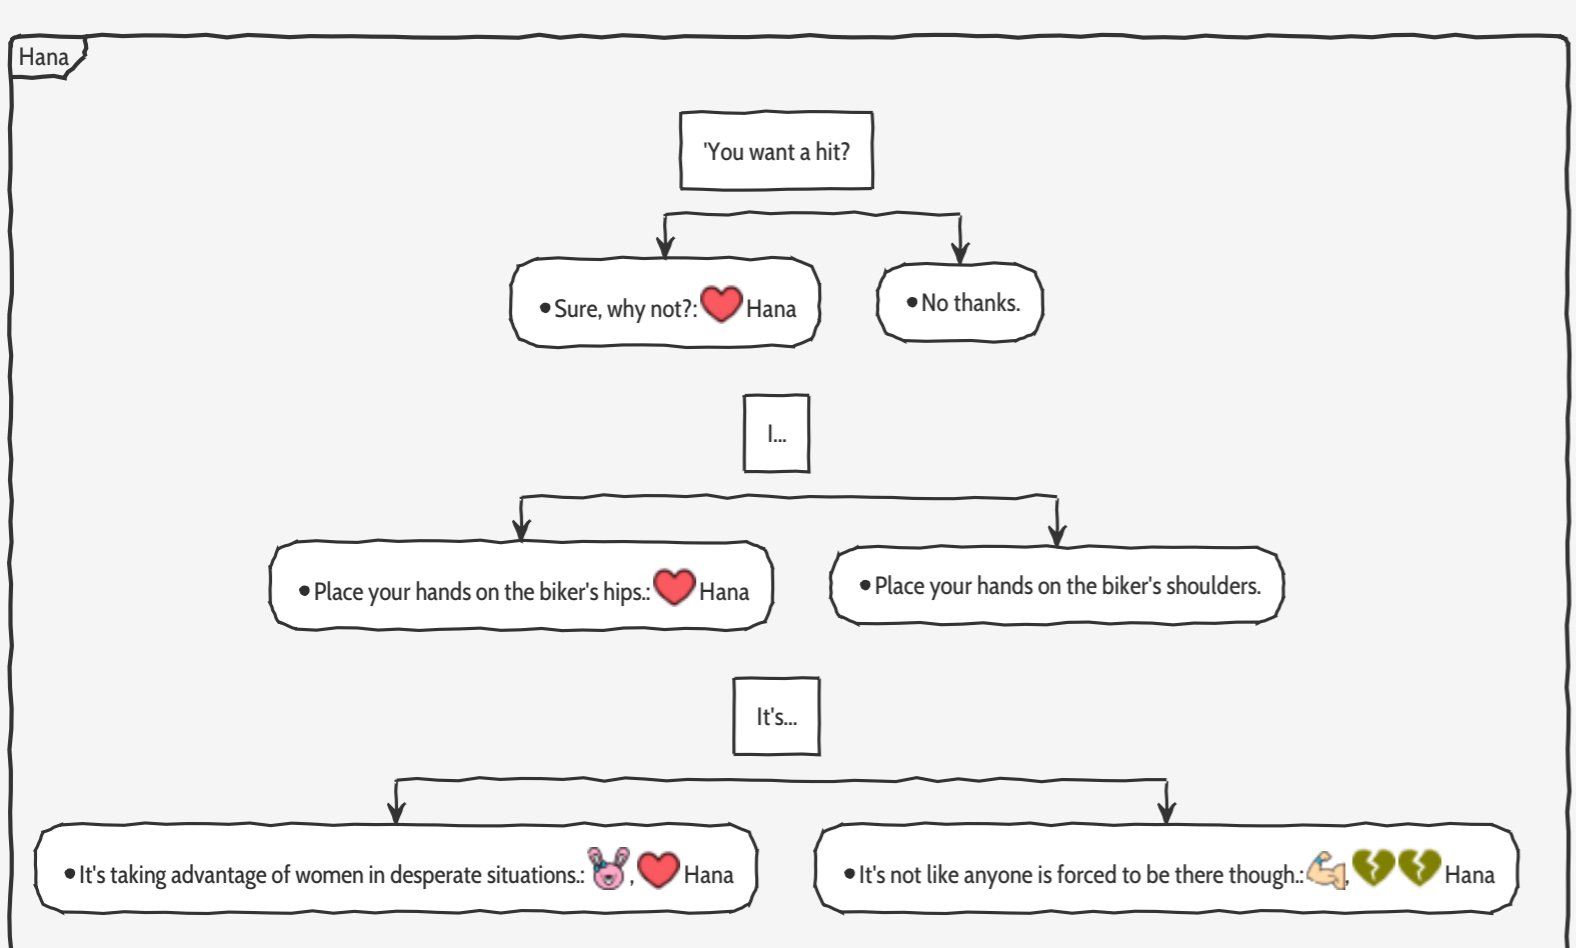 Hana
'You want a hit?
•Sure, why not?: Hana
•No thanks.
I...
•Place your hands on the biker's hips.: Hana
•Place your hands on the biker's shoulders.
It's...
•It's taking advantage of women in desperate situations.: , Hana
•It's not like anyone is forced to be there though.: , Hana